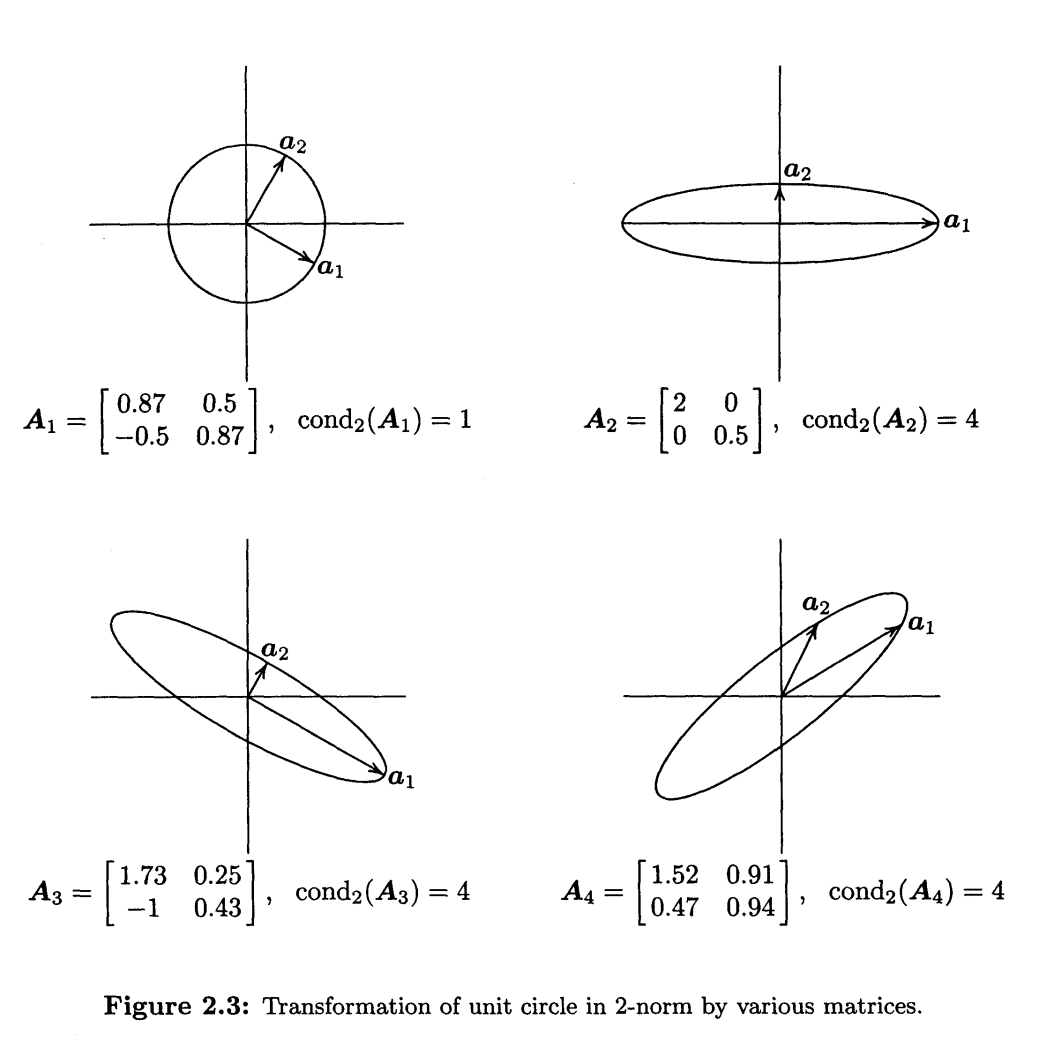 a2
a1
a2
a1
A1 = [ 0.87 0.5
−0.5 0.87 ] , cond2(A1) = 1
A2 = [ 2 0
0 0.5 ] , cond2(A2) = 4
a2
a1
a2
a1
A3 = [ 1.73 0.25
−1 0.43 ] , cond2(A3) = 4
A4 = [ 1.52 0.91
0.47 0.94 ] , cond2(A4) = 4
Figure 2.3: Transformation of unit circle in 2-norm by various matrices.